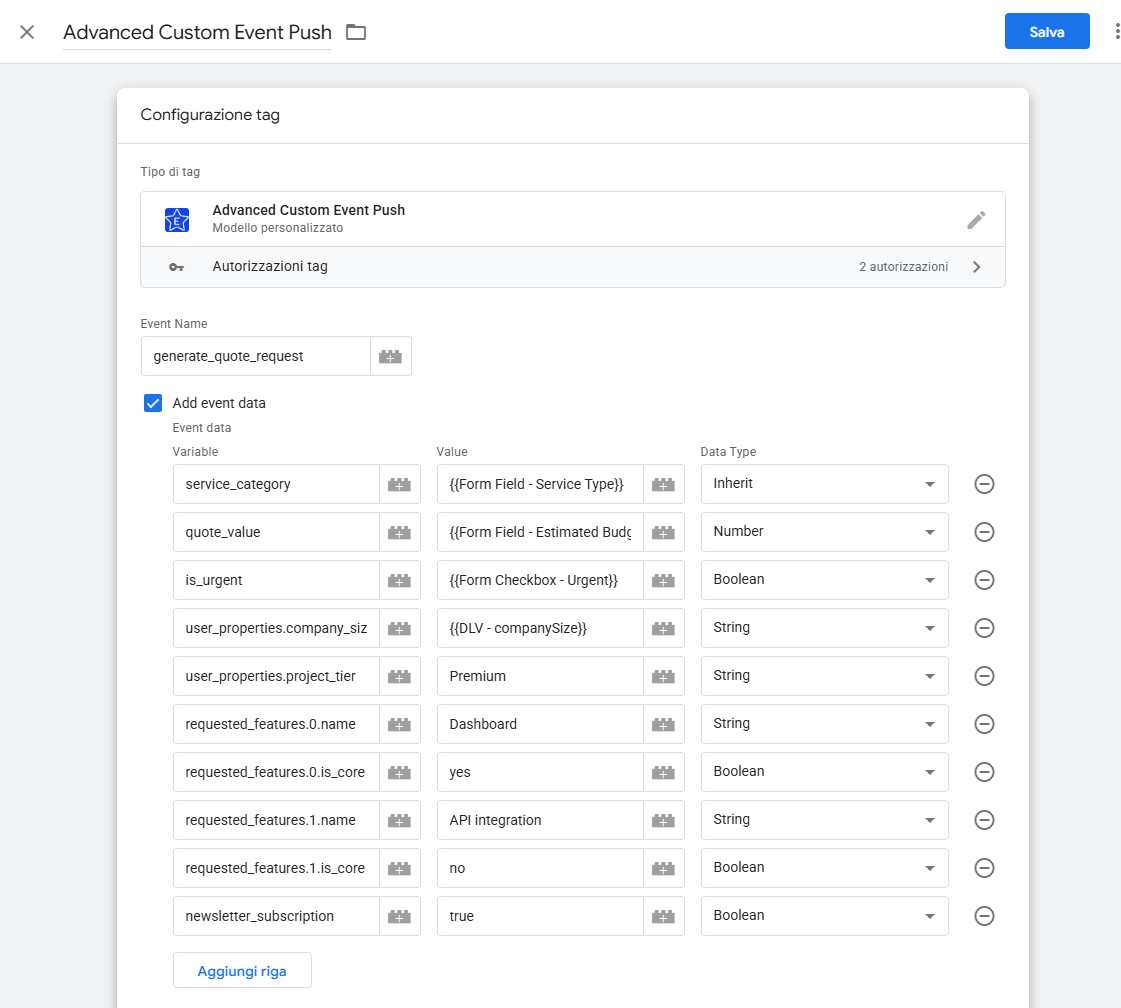 Advanced Custom Event Push
Salva
Configurazione tag
Tipo di tag
E
Advanced Custom Event Push
Modello personalizzato
Autorizzazioni tag
2 autorizzazioni
Event Name
generate_quote_request
Add event data
Event data
Variable Value Data Type
service_category {{Form Field - Service Type}} Inherit
quote_value {{Form Field - Estimated Budg Number
is_urgent {{Form Checkbox - Urgent}} Boolean
user_properties.company_siz {{DLV - companySize}} String
user_properties.project_tier Premium String
requested_features.0.name Dashboard String
requested_features.0.is_core yes Boolean
requested_features.1.name API integration String
requested_features.1.is_core no Boolean
newsletter_subscription true Boolean
Aggiungi riga